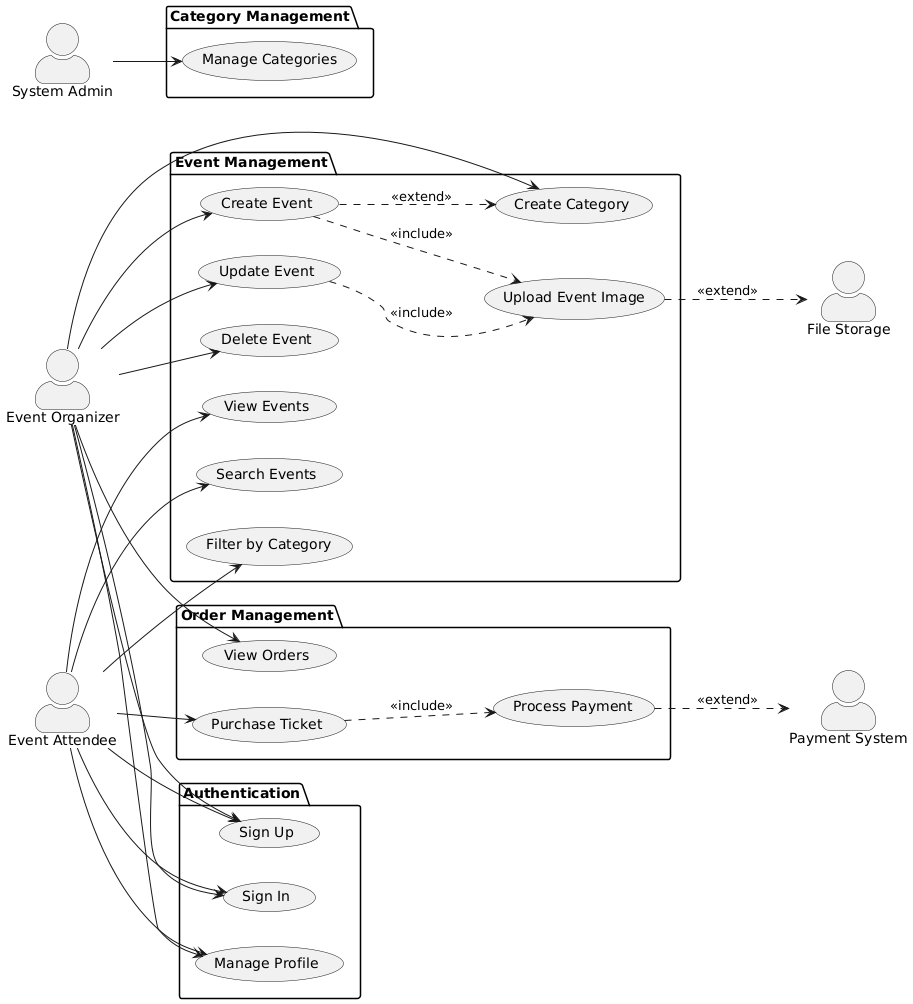 Category Management
Manage Categories
System Admin
Event Management
Create Event
«extend»
Create Category
«include»
Update Event
Upload Event Image
«extend»
File Storage
«include»
Delete Event
Event Organizer
View Events
Search Events
Filter by Category
Order Management
View Orders
Event Attendee
Purchase Ticket
«include»
Process Payment
«extend»
Payment System
Authentication
Sign Up
Sign In
Manage Profile